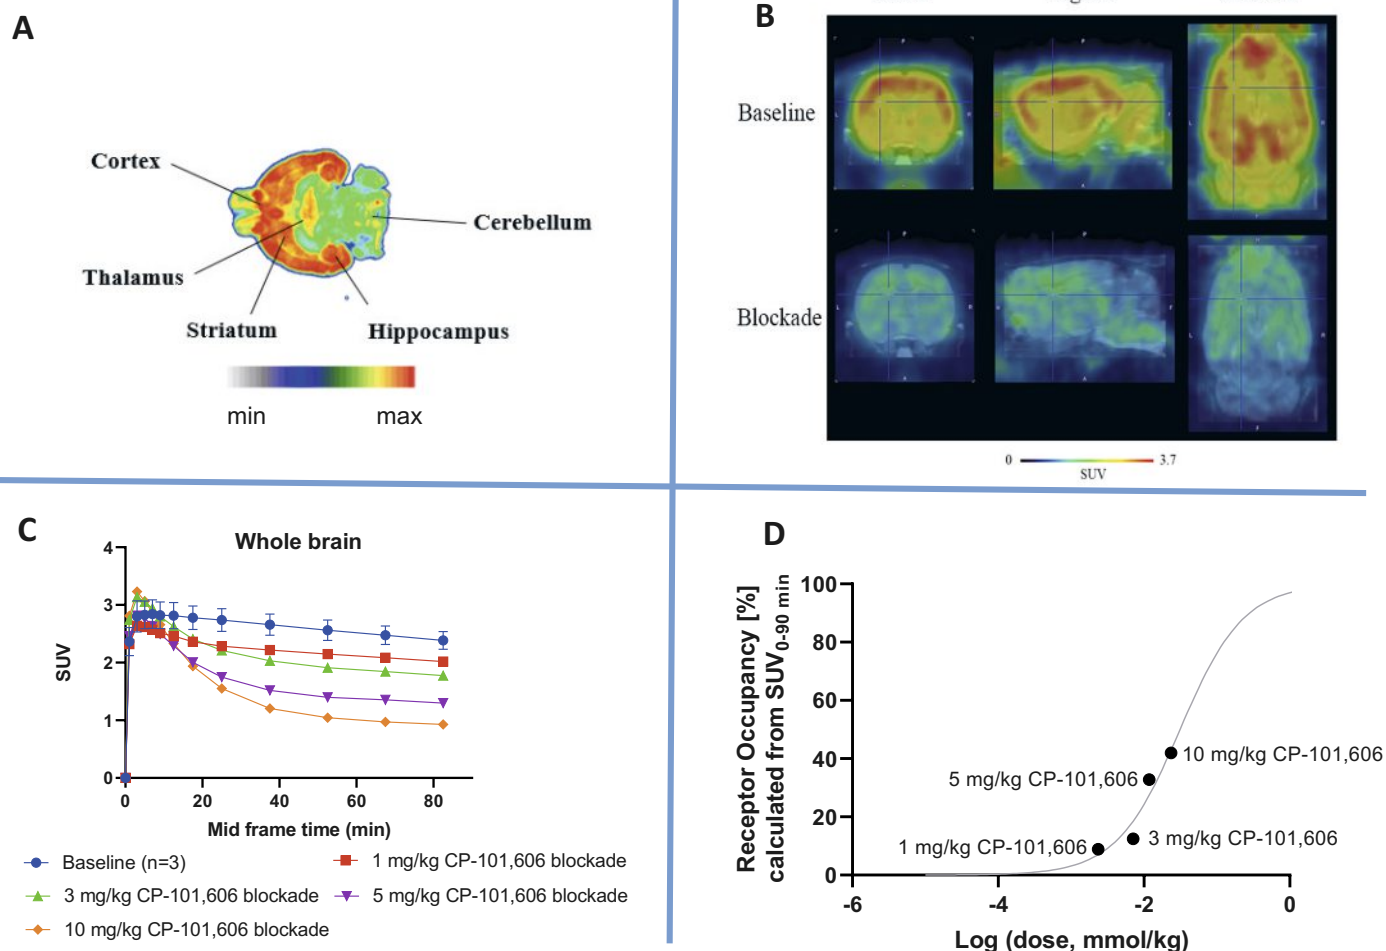 A
Cortex
Cerebellum
Thalamus
Striatum
Hippocampus
min
max
B
Baseline
Blockade
0
3.7
SUV
C
Whole brain
SUV
4
3
2
1
0
0
20
40
60
80
Mid frame time (min)
Baseline (n=3)
1 mg/kg CP-101,606 blockade
3 mg/kg CP-101,606 blockade
5 mg/kg CP-101,606 blockade
10 mg/kg CP-101,606 blockade
D
Receptor Occupancy [%]
calculated from SUV0-90 min
100
80
60
40
20
0
10 mg/kg CP-101,606
5 mg/kg CP-101,606
3 mg/kg CP-101,606
1 mg/kg CP-101,606
-6
-4
-2
0
Log (dose, mmol/kg)